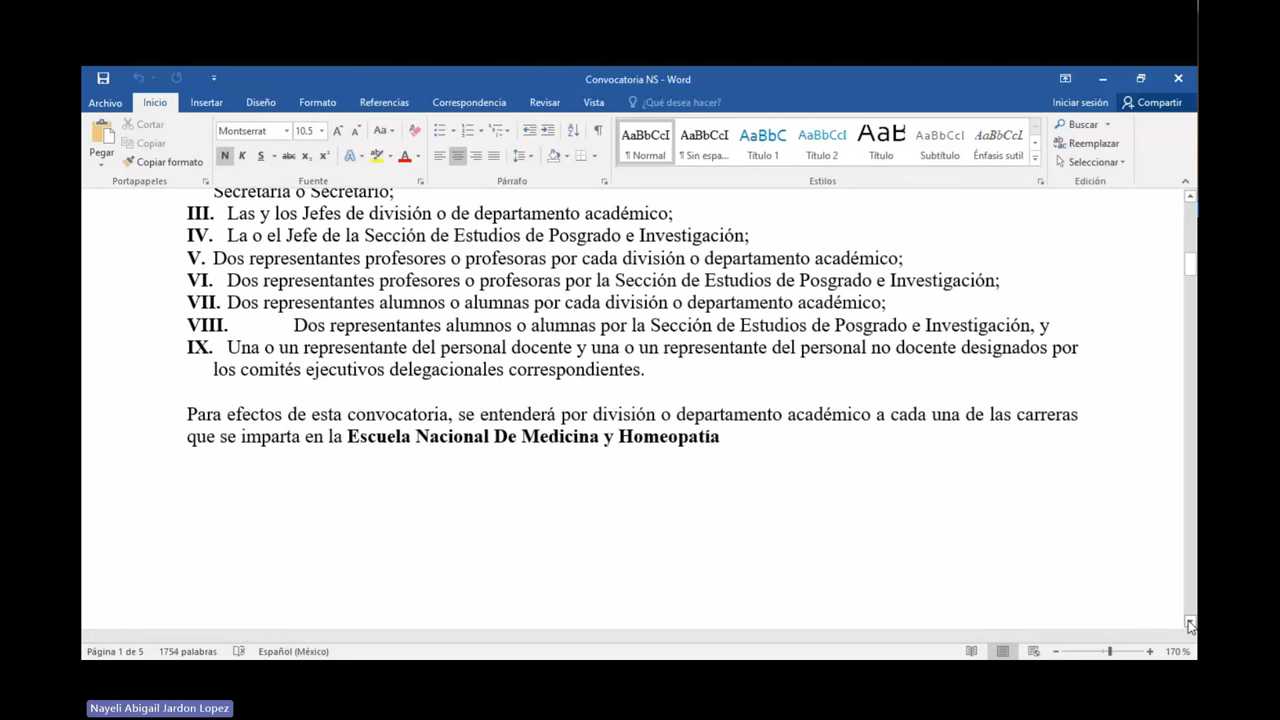 Convocatoria NS - Word
Archivo Inicio Insertar Diseño Formato Referencias Correspondencia Revisar Vista ¿Qué desea hacer? Iniciar sesión Compartir
Pegar
Cortar
Copiar
Copiar formato
Portapapeles
Montserrat 10.5 Aa
N K S abc x₂ x² A A
Fuente
Párrafo
AaBbCcI AaBbCcI AaBbC AaBbCcI AaB AaBbCcI AaBbCcI
¶ Normal ¶ Sin espa... Título 1 Título 2 Título Subtítulo Énfasis sutil
Estilos
Buscar
Reemplazar
Seleccionar
Edición
Secretaria o Secretario;
III. Las y los Jefes de división o de departamento académico;
IV. La o el Jefe de la Sección de Estudios de Posgrado e Investigación;
V. Dos representantes profesores o profesoras por cada división o departamento académico;
VI. Dos representantes profesores o profesoras por la Sección de Estudios de Posgrado e Investigación;
VII. Dos representantes alumnos o alumnas por cada división o departamento académico;
VIII. Dos representantes alumnos o alumnas por la Sección de Estudios de Posgrado e Investigación, y
IX. Una o un representante del personal docente y una o un representante del personal no docente designados por
los comités ejecutivos delegacionales correspondientes.
Para efectos de esta convocatoria, se entenderá por división o departamento académico a cada una de las carreras
que se imparta en la Escuela Nacional De Medicina y Homeopatía
Página 1 de 5 1754 palabras Español (México) 170 %
Nayeli Abigail Jardon Lopez